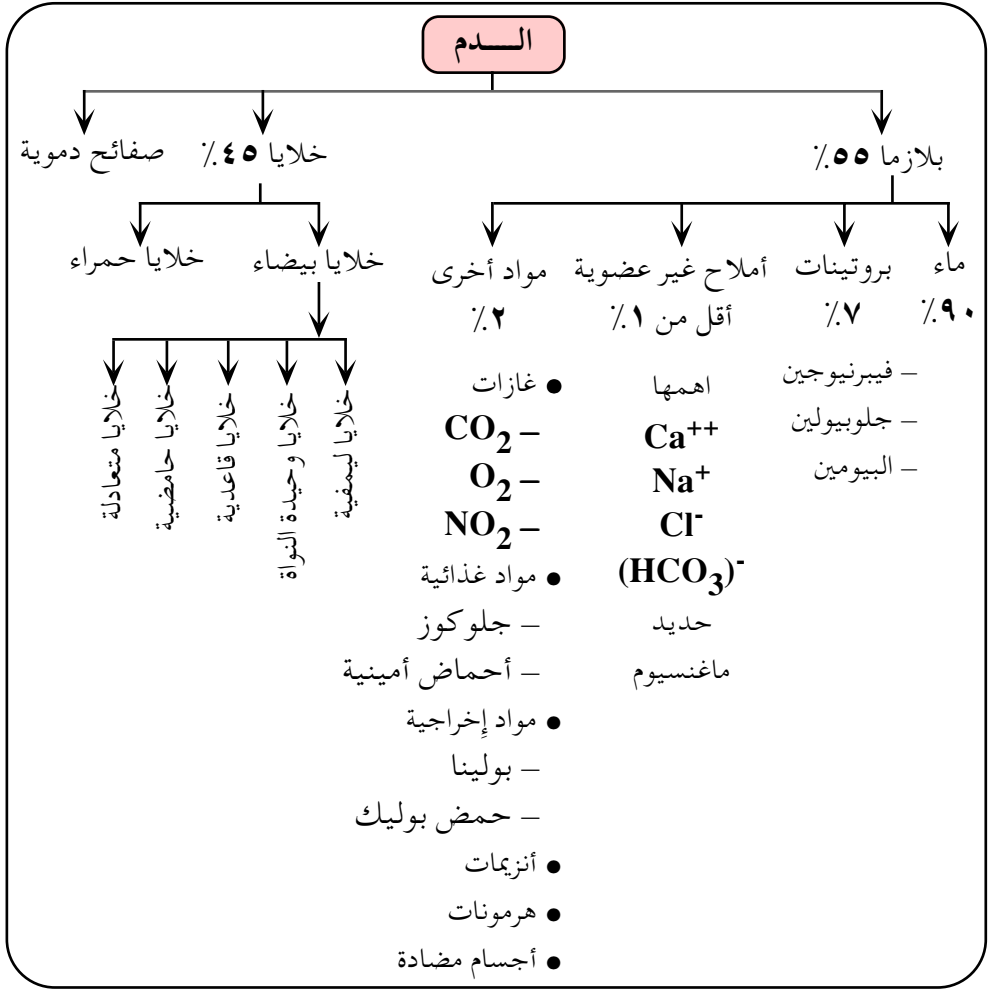 الـــدم
بلازما ٥٥٪
خلايا ٤٥٪
صفائح دموية
ماء
٩٠٪
بروتينات
٧٪
– فيبرنيوجين
– جلوبيولين
– البيومين
أملاح غير عضوية
أقل من ١٪
اهمها
Ca++
Na+
Cl-
(HCO3)-
حديد
ماغنسيوم
مواد أخرى
٢٪
● غازات
– CO2
– O2
– NO2
● مواد غذائية
– جلوكوز
– أحماض أمينية
● مواد إخراجية
– بولينا
– حمض بوليك
● أنزيمات
● هرمونات
● أجسام مضادة
خلايا بيضاء
خلايا حمراء
خلايا ليمفية
خلايا وحيدة النواة
خلايا قاعدية
خلايا حامضية
خلايا متعادلة